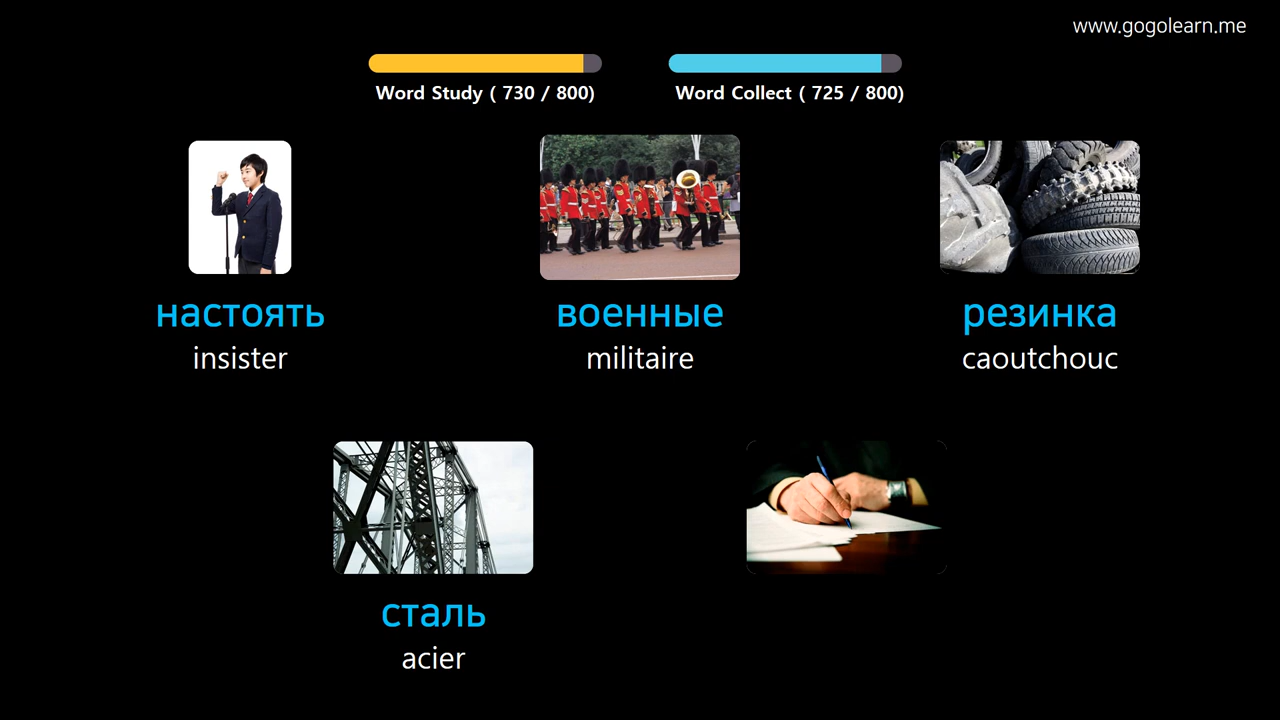 www.gogolearn.me
Word Study ( 730 / 800)
Word Collect ( 725 / 800)
настоять
insister
военные
militaire
резинка
caoutchouc
сталь
acier